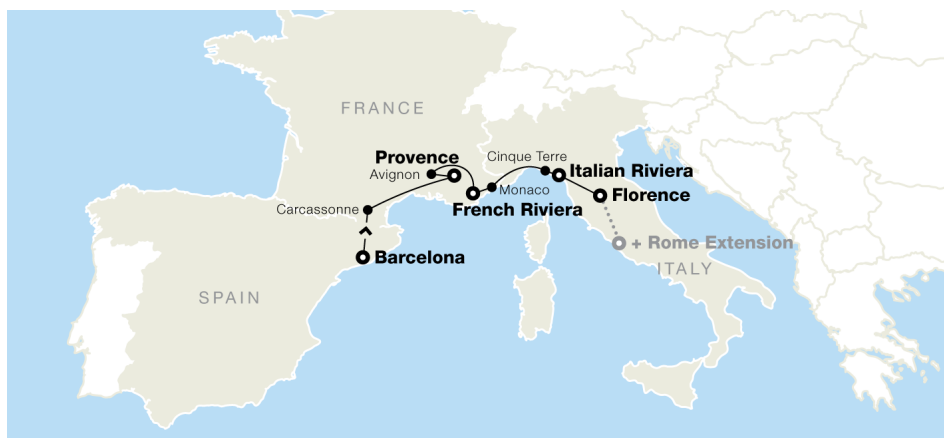 FRANCE
Provence
Cinque Terre
Avignon
Italian Riviera
Monaco
Florence
Carcassonne
French Riviera
+ Rome Extension
Barcelona
ITALY
SPAIN